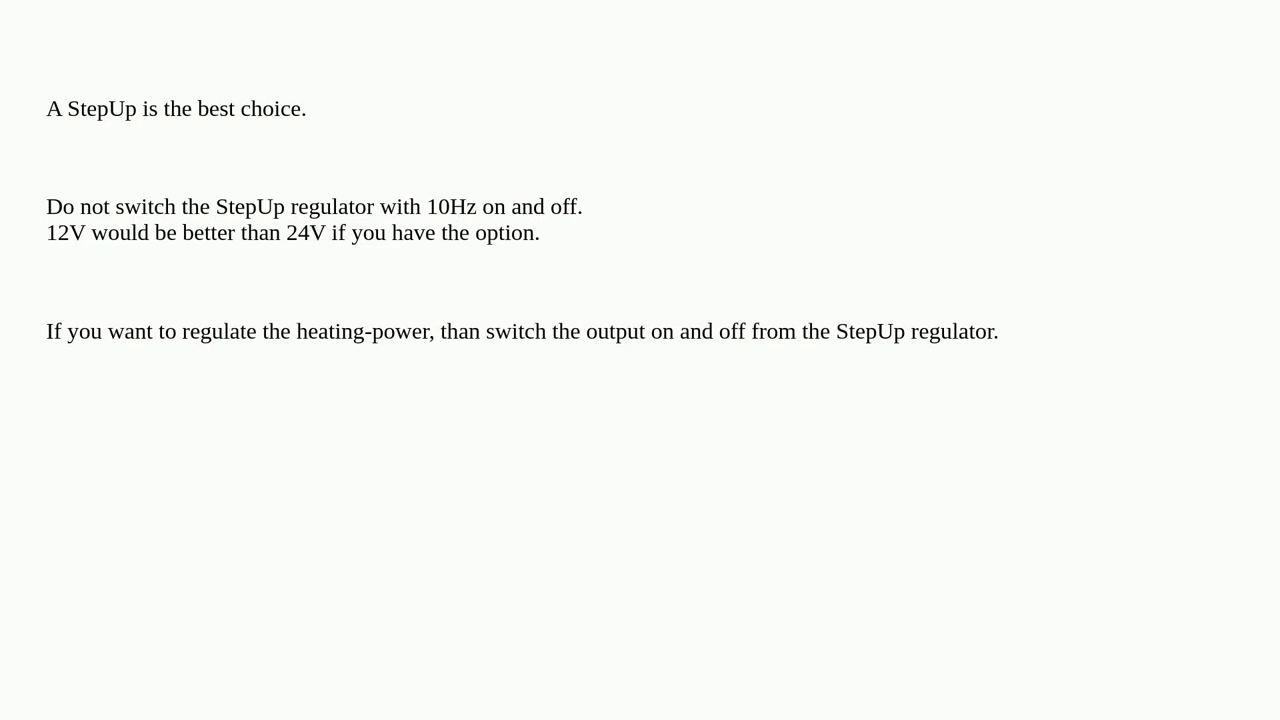 A StepUp is the best choice.
Do not switch the StepUp regulator with 10Hz on and off.
12V would be better than 24V if you have the option.
If you want to regulate the heating-power, than switch the output on and off from the StepUp regulator.